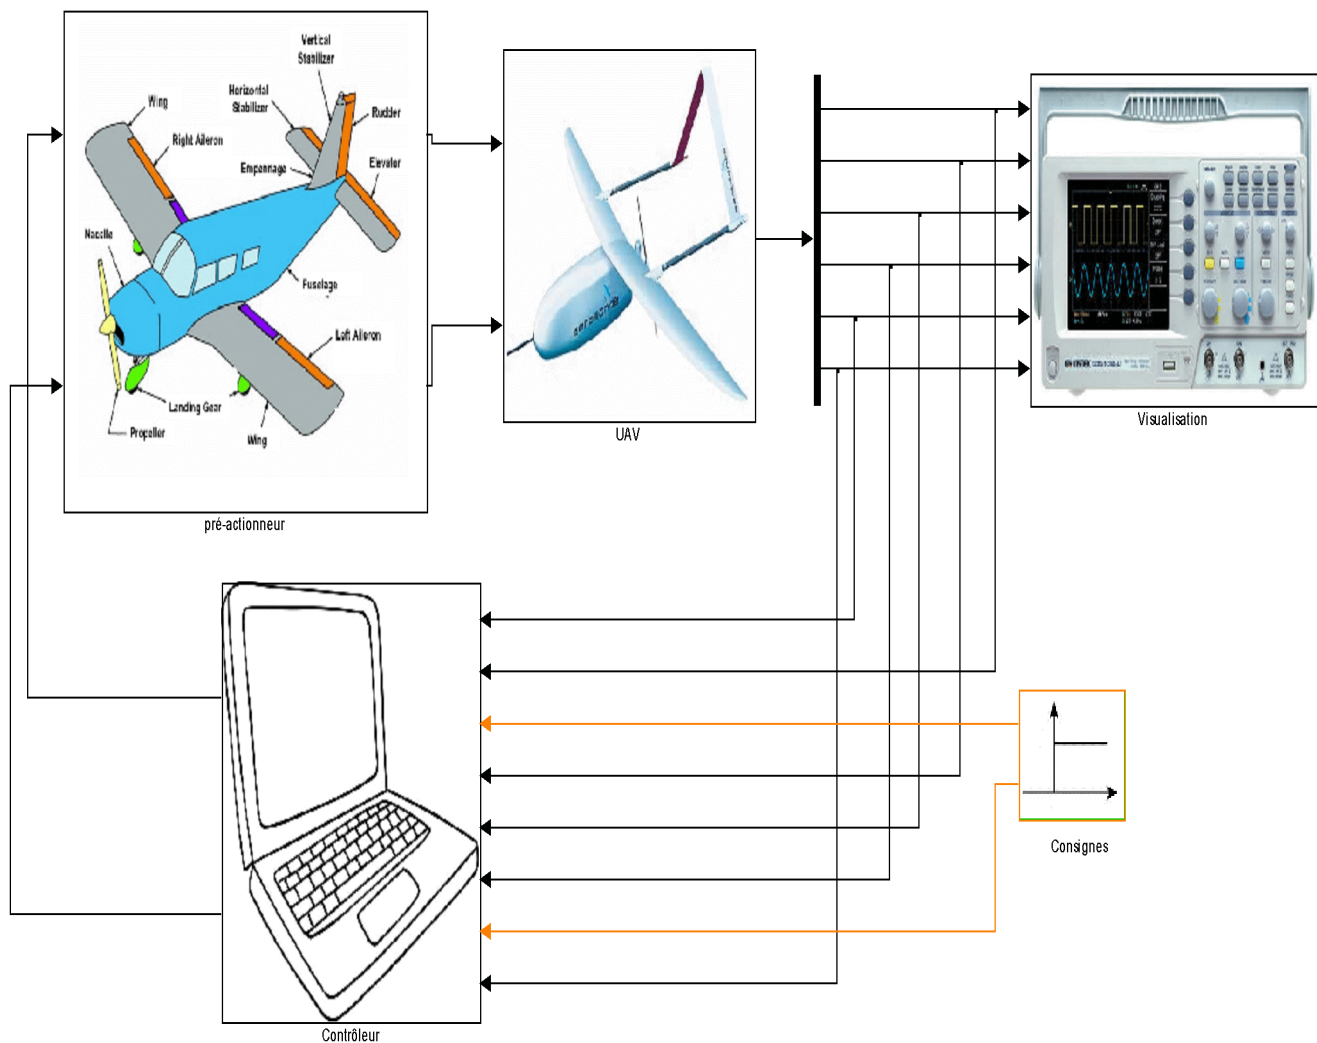 Vertical
Stabilizer
Horizontal
Stabilizer
Wing
Rudder
Right Aileron
Elevator
Empennage
Nacelle
Fuselage
Left Aileron
Landing Gear
Propeller
Wing
pré-actionneur
aerosonde
UAV
Visualisation
Consignes
Contrôleur